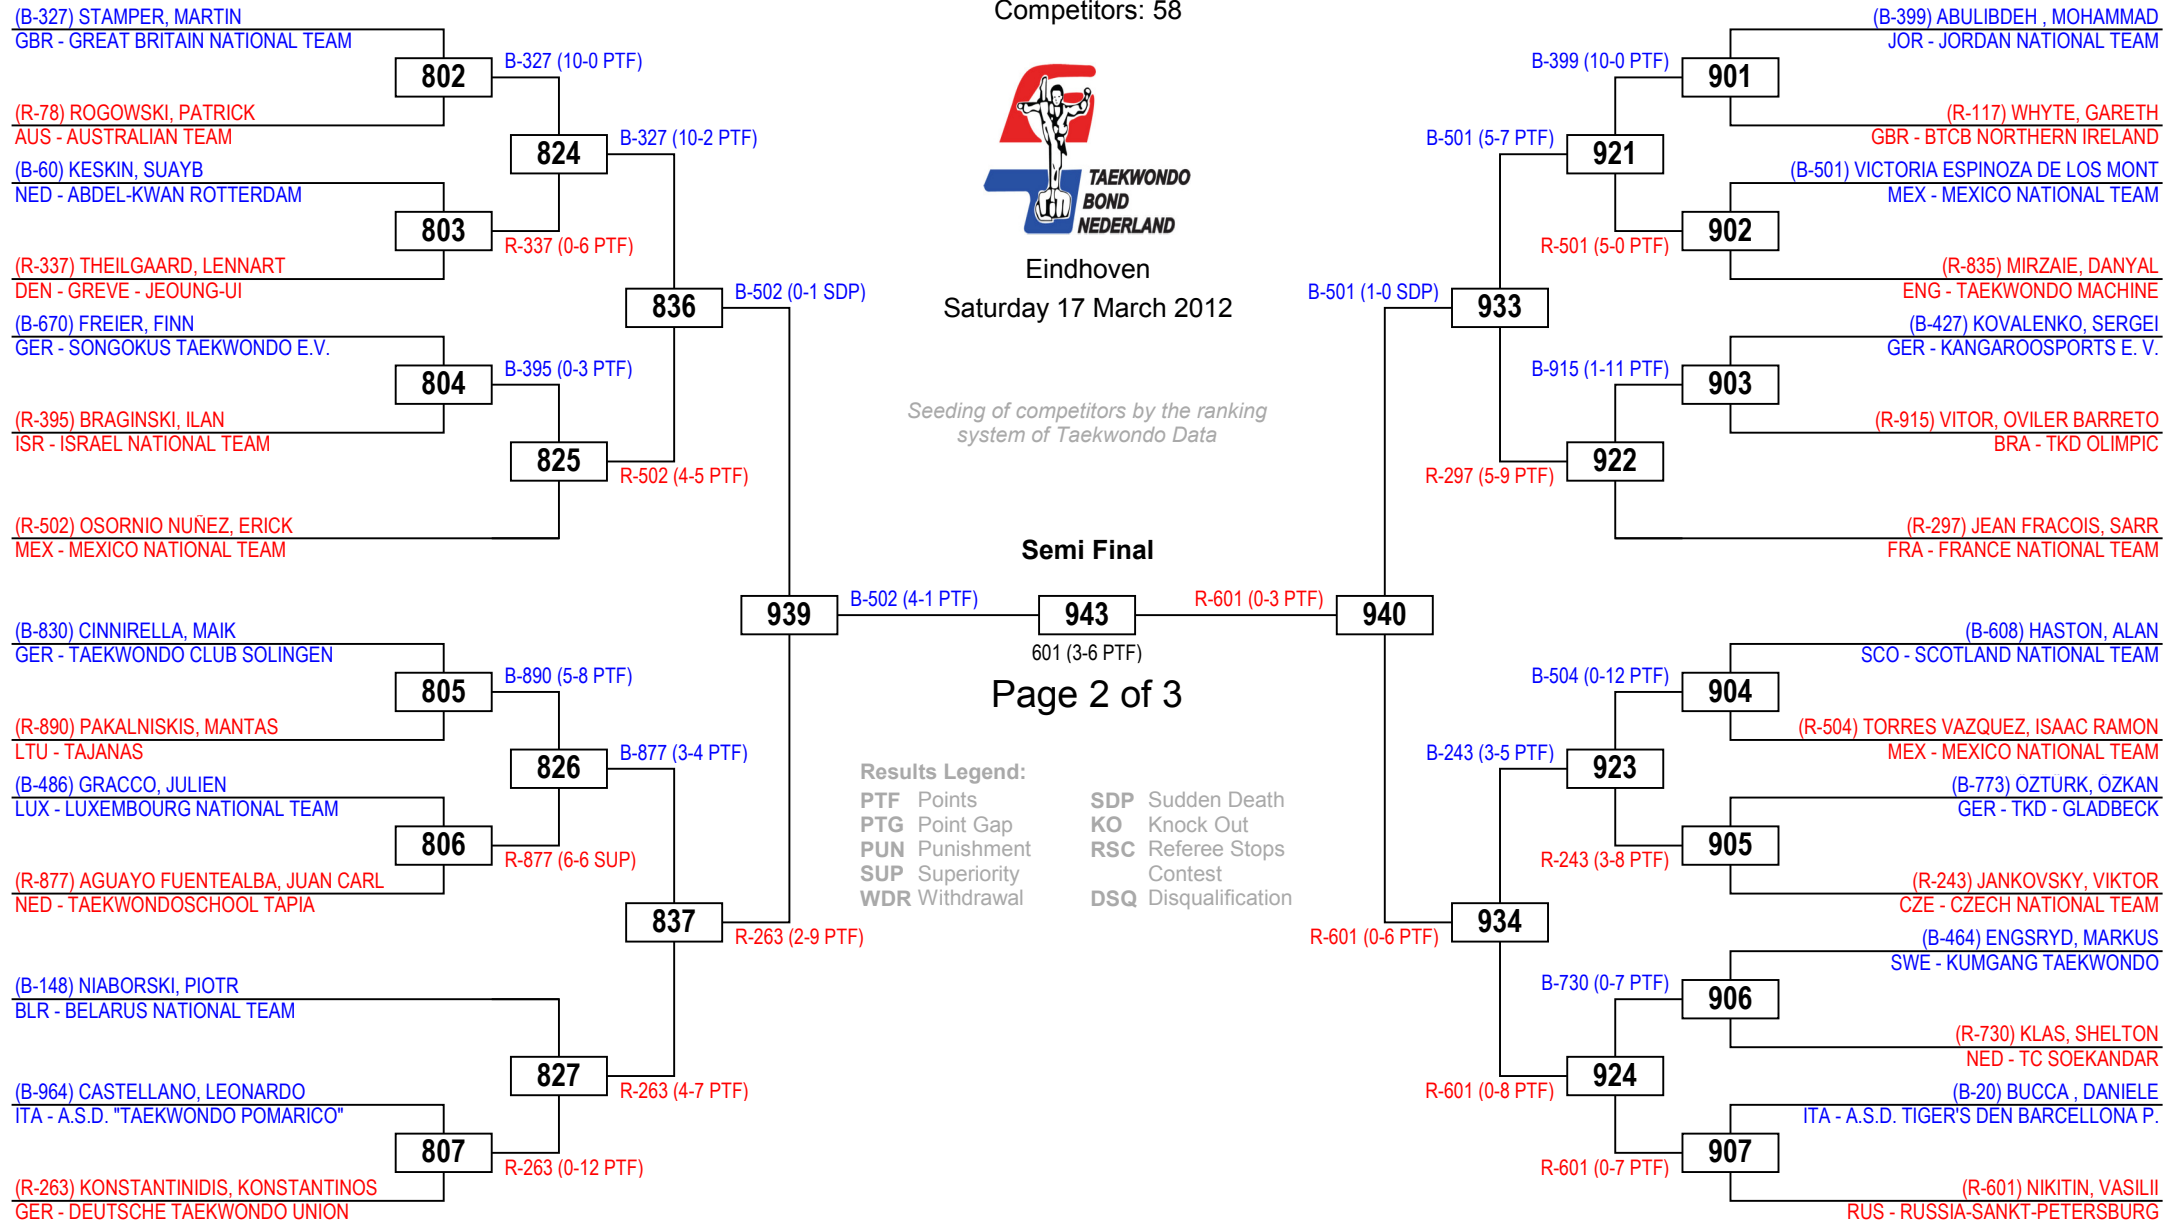 Competitors: 58
TAEKWONDO
BOND
NEDERLAND
Eindhoven
Saturday 17 March 2012
Seeding of competitors by the ranking
system of Taekwondo Data
(B-327) STAMPER, MARTIN
GBR - GREAT BRITAIN NATIONAL TEAM
802
B-327 (10-0 PTF)
(R-78) ROGOWSKI, PATRICK
AUS - AUSTRALIAN TEAM
824
B-327 (10-2 PTF)
(B-60) KESKIN, SUAYB
NED - ABDEL-KWAN ROTTERDAM
803
R-337 (0-6 PTF)
(R-337) THEILGAARD, LENNART
DEN - GREVE - JEOUNG-UI
836
B-502 (0-1 SDP)
(B-670) FREIER, FINN
GER - SONGOKUS TAEKWONDO E.V.
804
B-395 (0-3 PTF)
(R-395) BRAGINSKI, ILAN
ISR - ISRAEL NATIONAL TEAM
825
R-502 (4-5 PTF)
(R-502) OSORNIO NUÑEZ, ERICK
MEX - MEXICO NATIONAL TEAM
939
B-502 (4-1 PTF)
(B-830) CINNIRELLA, MAIK
GER - TAEKWONDO CLUB SOLINGEN
805
B-890 (5-8 PTF)
(R-890) PAKALNISKIS, MANTAS
LTU - TAJANAS
826
B-877 (3-4 PTF)
(B-486) GRACCO, JULIEN
LUX - LUXEMBOURG NATIONAL TEAM
806
R-877 (6-6 SUP)
(R-877) AGUAYO FUENTEALBA, JUAN CARL
NED - TAEKWONDOSCHOOL TAPIA
837
R-263 (2-9 PTF)
(B-148) NIABORSKI, PIOTR
BLR - BELARUS NATIONAL TEAM
827
R-263 (4-7 PTF)
(B-964) CASTELLANO, LEONARDO
ITA - A.S.D. "TAEKWONDO POMARICO"
807
R-263 (0-12 PTF)
(R-263) KONSTANTINIDIS, KONSTANTINOS
GER - DEUTSCHE TAEKWONDO UNION
Semi Final
943
601 (3-6 PTF)
Page 2 of 3
Results Legend:
PTF Points
PTG Point Gap
PUN Punishment
SUP Superiority
WDR Withdrawal
SDP Sudden Death
KO Knock Out
RSC Referee Stops
Contest
DSQ Disqualification
(B-399) ABULIBDEH , MOHAMMAD
JOR - JORDAN NATIONAL TEAM
B-399 (10-0 PTF)
901
(R-117) WHYTE, GARETH
GBR - BTCB NORTHERN IRELAND
B-501 (5-7 PTF)
921
(B-501) VICTORIA ESPINOZA DE LOS MONT
MEX - MEXICO NATIONAL TEAM
R-501 (5-0 PTF)
902
(R-835) MIRZAIE, DANYAL
ENG - TAEKWONDO MACHINE
B-501 (1-0 SDP)
933
(B-427) KOVALENKO, SERGEI
GER - KANGAROOSPORTS E. V.
B-915 (1-11 PTF)
903
(R-915) VITOR, OVILER BARRETO
BRA - TKD OLIMPIC
R-297 (5-9 PTF)
922
(R-297) JEAN FRACOIS, SARR
FRA - FRANCE NATIONAL TEAM
R-601 (0-3 PTF)
940
(B-608) HASTON, ALAN
SCO - SCOTLAND NATIONAL TEAM
B-504 (0-12 PTF)
904
(R-504) TORRES VAZQUEZ, ISAAC RAMON
MEX - MEXICO NATIONAL TEAM
B-243 (3-5 PTF)
923
(B-773) ÖZTÜRK, ÖZKAN
GER - TKD - GLADBECK
R-243 (3-8 PTF)
905
(R-243) JANKOVSKY, VIKTOR
CZE - CZECH NATIONAL TEAM
R-601 (0-6 PTF)
934
(B-464) ENGSRYD, MARKUS
SWE - KUMGANG TAEKWONDO
B-730 (0-7 PTF)
906
(R-730) KLAS, SHELTON
NED - TC SOEKANDAR
R-601 (0-8 PTF)
924
(B-20) BUCCA , DANIELE
ITA - A.S.D. TIGER'S DEN BARCELLONA P.
R-601 (0-7 PTF)
907
(R-601) NIKITIN, VASILII
RUS - RUSSIA-SANKT-PETERSBURG